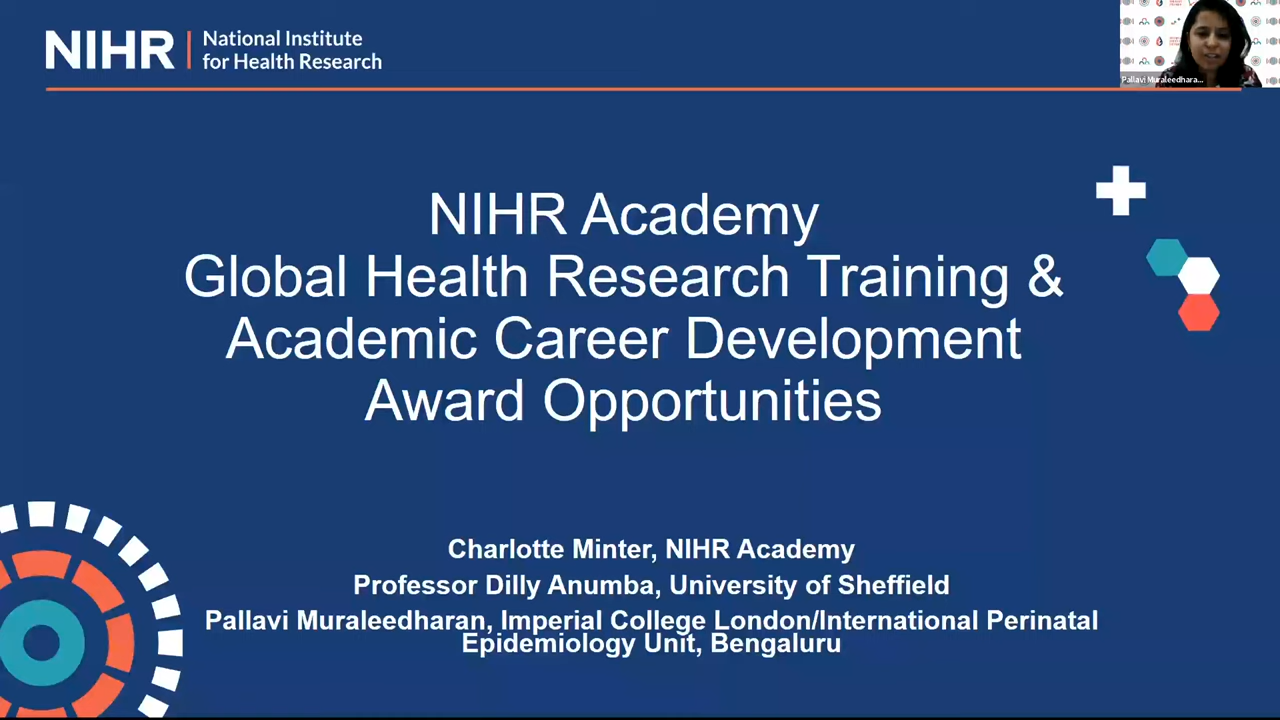 NIHR
National Institute
for Health Research
Pallavi Muraleedhara...
NIHR Academy
Global Health Research Training &
Academic Career Development
Award Opportunities
Charlotte Minter, NIHR Academy
Professor Dilly Anumba, University of Sheffield
Pallavi Muraleedharan, Imperial College London/International Perinatal
Epidemiology Unit, Bengaluru